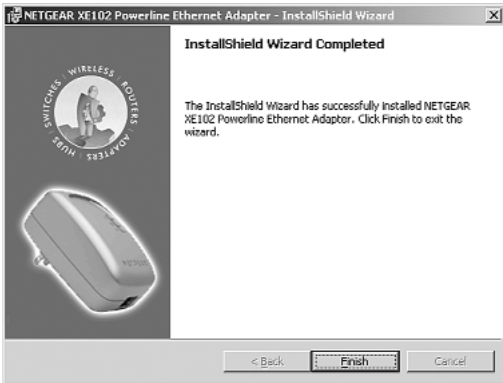 NETGEAR XE102 Powerline Ethernet Adapter - InstallShield Wizard
InstallShield Wizard Completed
SWITCHES WIRELESS ROUTERS ADAPTERS HUBS
The InstallShield Wizard has successfully installed NETGEAR
XE102 Powerline Ethernet Adapter. Click Finish to exit the
wizard.
NETGEAR
< Back Finish Cancel